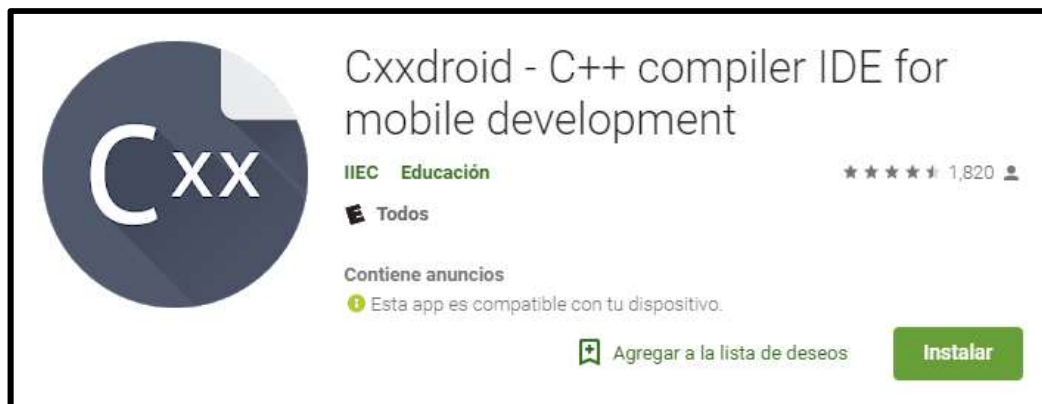 Cxx
Cxxdroid - C++ compiler IDE for
mobile development
IIEC Educación
1,820
E Todos
Contiene anuncios
Esta app es compatible con tu dispositivo.
Agregar a la lista de deseos
Instalar